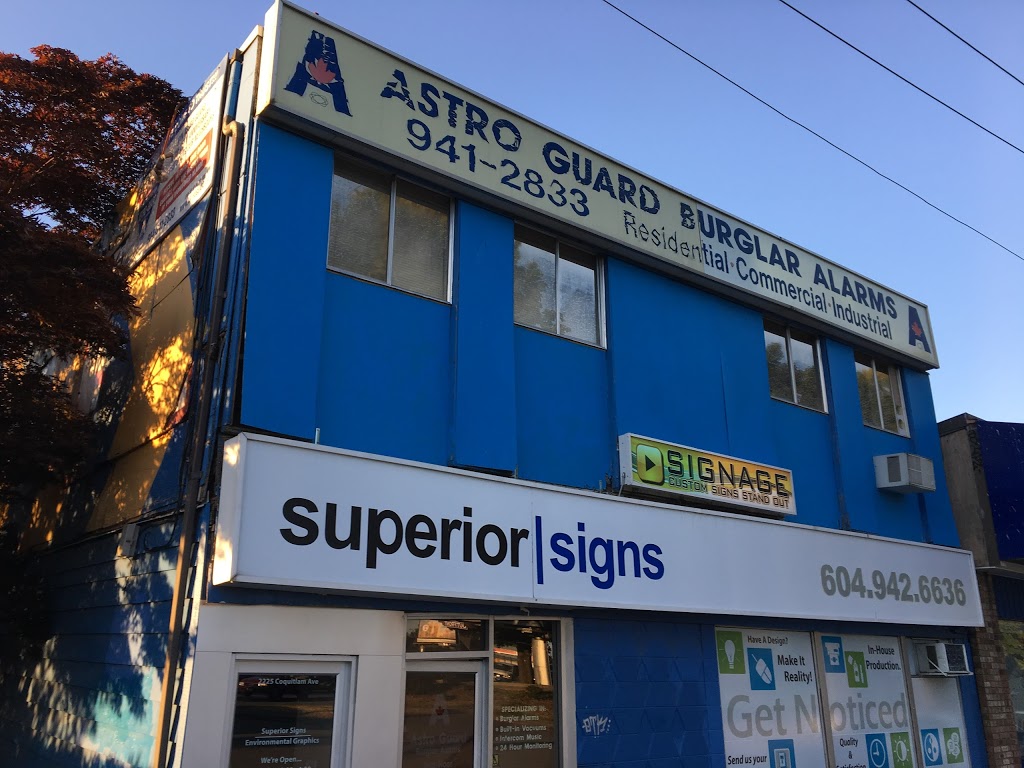 A ASTRO GUARD BURGLAR ALARMS
941-2833 Residential·Commercial·Industrial A
SIGNAGE
CUSTOM SIGNS STAND OUT
superior|signs
604.942.6636
2225 Coquitlam Ave
Superior Signs
Environmental Graphics
We're Open...
SPECIALIZING IN:
• Burglar Alarms
• Built-in Vacuums
• Intercom Music
• 24 Hour Monitoring
Have A Design?
Make It
Reality!
In-House
Production.
Get Noticed
Send us your
Quality
&